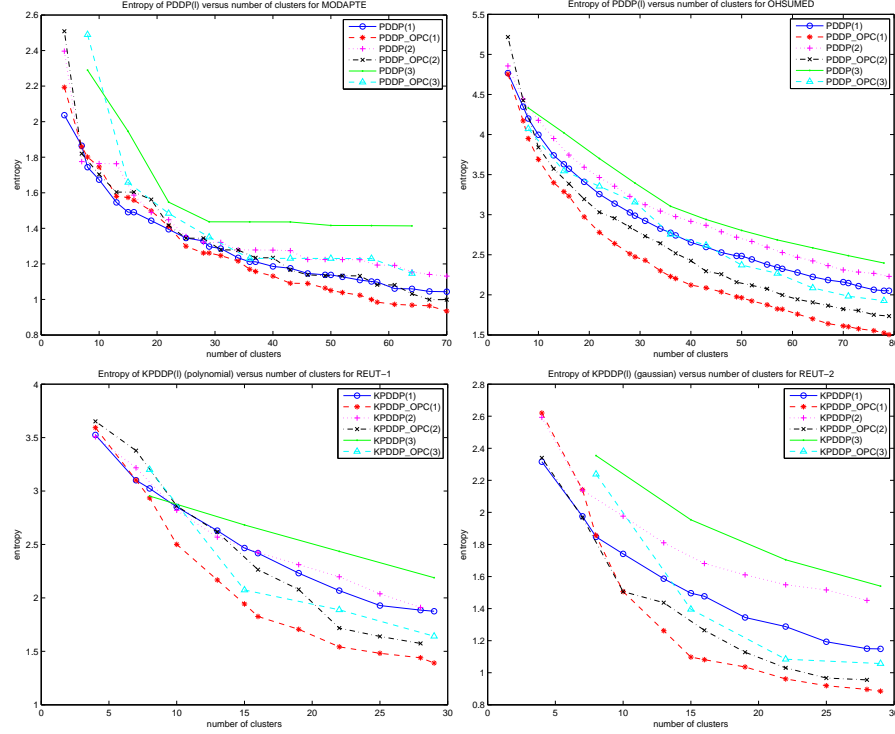 Entropy of PDDP(l) versus number of clusters for MODAPTE
2.6
2.4
2.2
2
1.8
1.6
1.4
1.2
1
0.8
entropy
0 10 20 30 40 50 60 70 80
number of clusters
PDDP(1)
PDDP_OPC(1)
PDDP(2)
PDDP_OPC(2)
PDDP(3)
PDDP_OPC(3)
Entropy of PDDP(l) versus number of clusters for OHSUMED
5.5
5
4.5
4
3.5
3
2.5
2
1.5
entropy
0 10 20 30 40 50 60 70 80
number of clusters
PDDP(1)
PDDP_OPC(1)
PDDP(2)
PDDP_OPC(2)
PDDP(3)
PDDP_OPC(3)
Entropy of KPDDP(l) (polynomial) versus number of clusters for REUT−1
4
3.5
3
2.5
2
1.5
1
entropy
0 5 10 15 20 25 30
number of clusters
KPDDP(1)
KPDDP_OPC(1)
KPDDP(2)
KPDDP_OPC(2)
KPDDP(3)
KPDDP_OPC(3)
Entropy of KPDDP(l) (gaussian) versus number of clusters for REUT−2
2.8
2.6
2.4
2.2
2
1.8
1.6
1.4
1.2
1
0.8
entropy
0 5 10 15 20 25 30
number of clusters
KPDDP(1)
KPDDP_OPC(1)
KPDDP(2)
KPDDP_OPC(2)
KPDDP(3)
KPDDP_OPC(3)